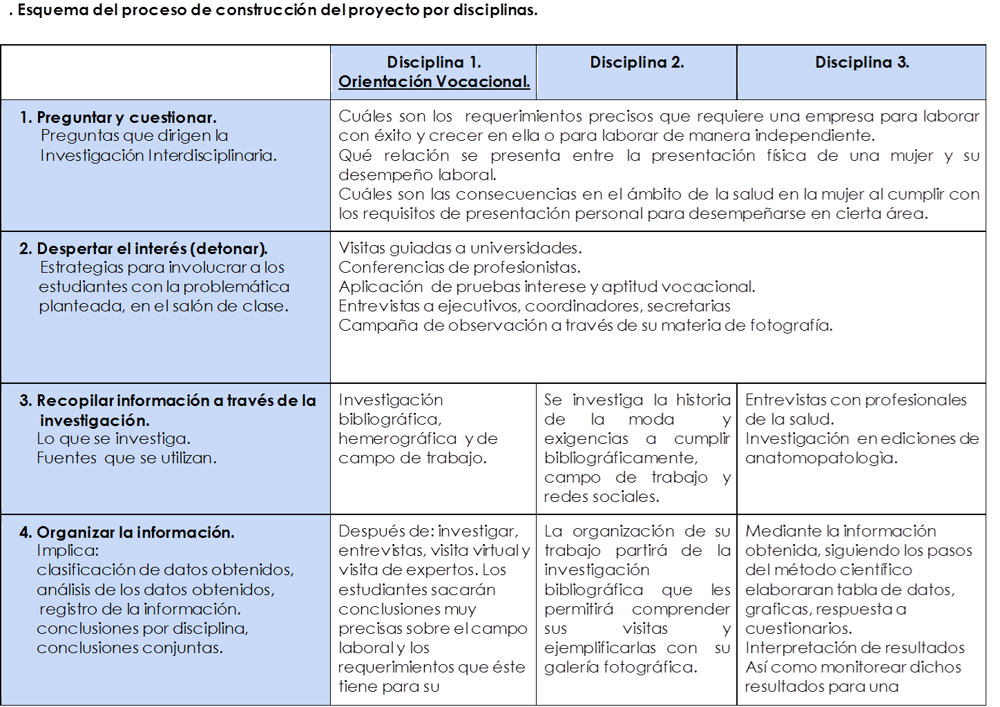 . Esquema del proceso de construcción del proyecto por disciplinas.
Disciplina 1.
Orientación Vocacional.
Disciplina 2.
Disciplina 3.
1. Preguntar y cuestionar.
Preguntas que dirigen la
Investigación Interdisciplinaria.
Cuáles son los requerimientos precisos que requiere una empresa para laborar
con éxito y crecer en ella o para laborar de manera independiente.
Qué relación se presenta entre la presentación física de una mujer y su
desempeño laboral.
Cuáles son las consecuencias en el ámbito de la salud en la mujer al cumplir con
los requisitos de presentación personal para desempeñarse en cierta área.
2. Despertar el interés (detonar).
Estrategias para involucrar a los
estudiantes con la problemática
planteada, en el salón de clase.
Visitas guiadas a universidades.
Conferencias de profesionistas.
Aplicación de pruebas interese y aptitud vocacional.
Entrevistas a ejecutivos, coordinadores, secretarias
Campaña de observación a través de su materia de fotografía.
3. Recopilar información a través de la
investigación.
Lo que se investiga.
Fuentes que se utilizan.
Investigación
bibliográfica,
hemerográfica y de
campo de trabajo.
Se investiga la historia
de la moda y
exigencias a cumplir
bibliográficamente,
campo de trabajo y
redes sociales.
Entrevistas con profesionales
de la salud.
Investigación en ediciones de
anatomopatologìa.
4. Organizar la información.
Implica:
clasificación de datos obtenidos,
análisis de los datos obtenidos,
registro de la información.
conclusiones por disciplina,
conclusiones conjuntas.
Después de: investigar,
entrevistas, visita virtual y
visita de expertos. Los
estudiantes sacarán
conclusiones muy
precisas sobre el campo
laboral y los
requerimientos que éste
tiene para su
La organización de su
trabajo partirá de la
investigación
bibliográfica que les
permitirá comprender
sus visitas y
ejemplificarlas con su
galería fotográfica.
Mediante la información
obtenida, siguiendo los pasos
del método científico
elaboraran tabla de datos,
graficas, respuesta a
cuestionarios.
Interpretación de resultados
Así como monitorear dichos
resultados para una